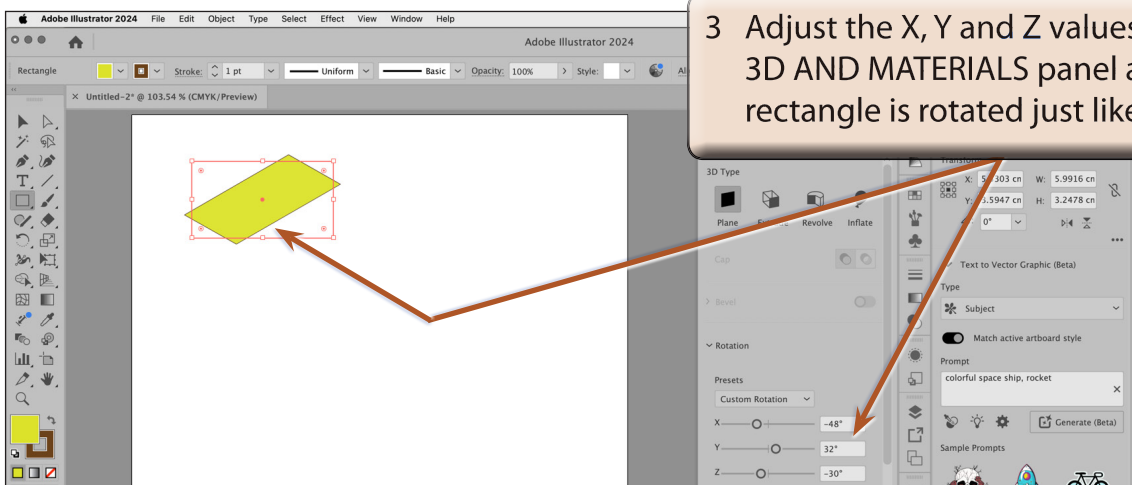 Adobe Illustrator 2024 File Edit Object Type Select Effect View Window Help
Adobe Illustrator 2024
Rectangle Stroke: 1 pt Uniform Basic Opacity: 100% Style:
× Untitled-2* @ 103.54 % (CMYK/Preview)
3 Adjust the X, Y and Z values
3D AND MATERIALS panel a
rectangle is rotated just like
3D Type
Plane Revolve Inflate
Cap
Bevel
Rotation
Presets
Custom Rotation
X -48°
Y 32°
Z -30°
X: W: 5.9916 cm
Y: 3.5947 cm H: 3.2478 cm
0°
Text to Vector Graphic (Beta)
Type
Subject
Match active artboard style
Prompt
colorful space ship, rocket
Generate (Beta)
Sample Prompts